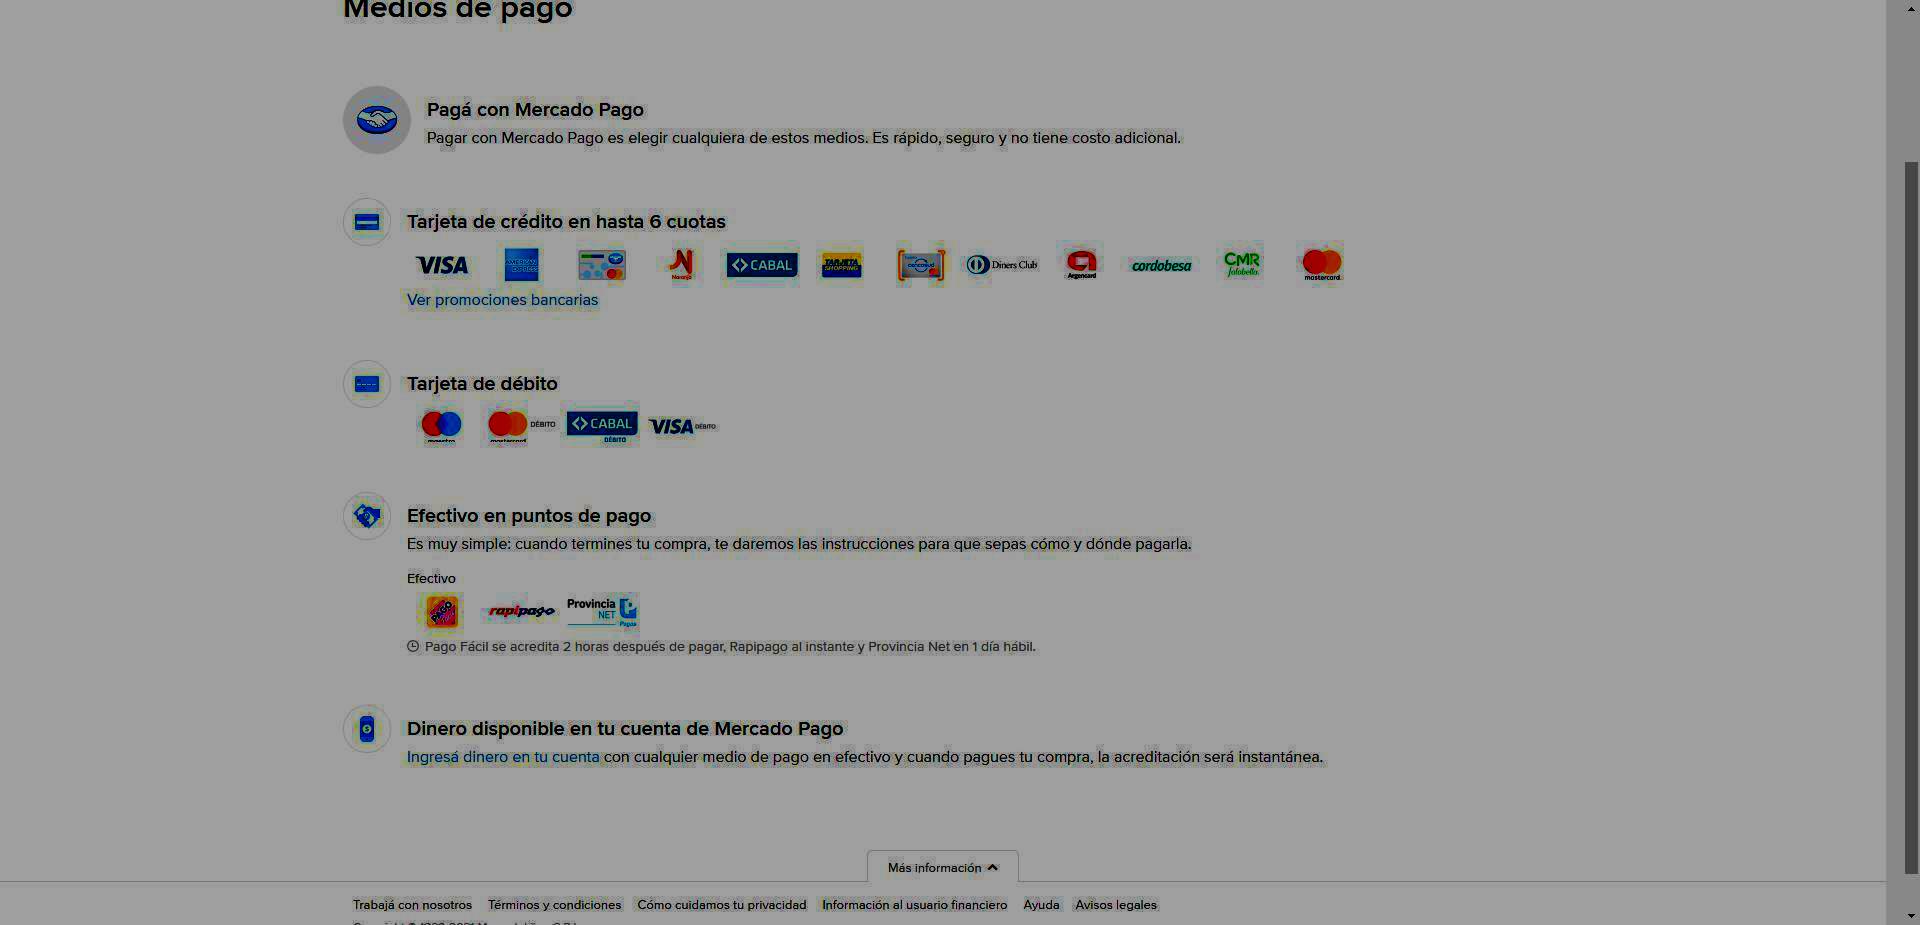 Medios de pago
Pagá con Mercado Pago
Pagar con Mercado Pago es elegir cualquiera de estos medios. Es rápido, seguro y no tiene costo adicional.
Tarjeta de crédito en hasta 6 cuotas
VISA AMERICAN EXPRESS Naranja CABAL TARJETA SHOPPING cencosud Diners Club Argencard cordobesa CMR falabella mastercard
Ver promociones bancarias
Tarjeta de débito
maestro mastercard DÉBITO CABAL DÉBITO VISA DÉBITO
Efectivo en puntos de pago
Es muy simple: cuando termines tu compra, te daremos las instrucciones para que sepas cómo y dónde pagarla.
Efectivo
PAGO rapipago Provincia NET Pagos
Pago Fácil se acredita 2 horas después de pagar, Rapipago al instante y Provincia Net en 1 día hábil.
Dinero disponible en tu cuenta de Mercado Pago
Ingresá dinero en tu cuenta con cualquier medio de pago en efectivo y cuando pagues tu compra, la acreditación será instantánea.
Más información
Trabajá con nosotros Términos y condiciones Cómo cuidamos tu privacidad Información al usuario financiero Ayuda Avisos legales